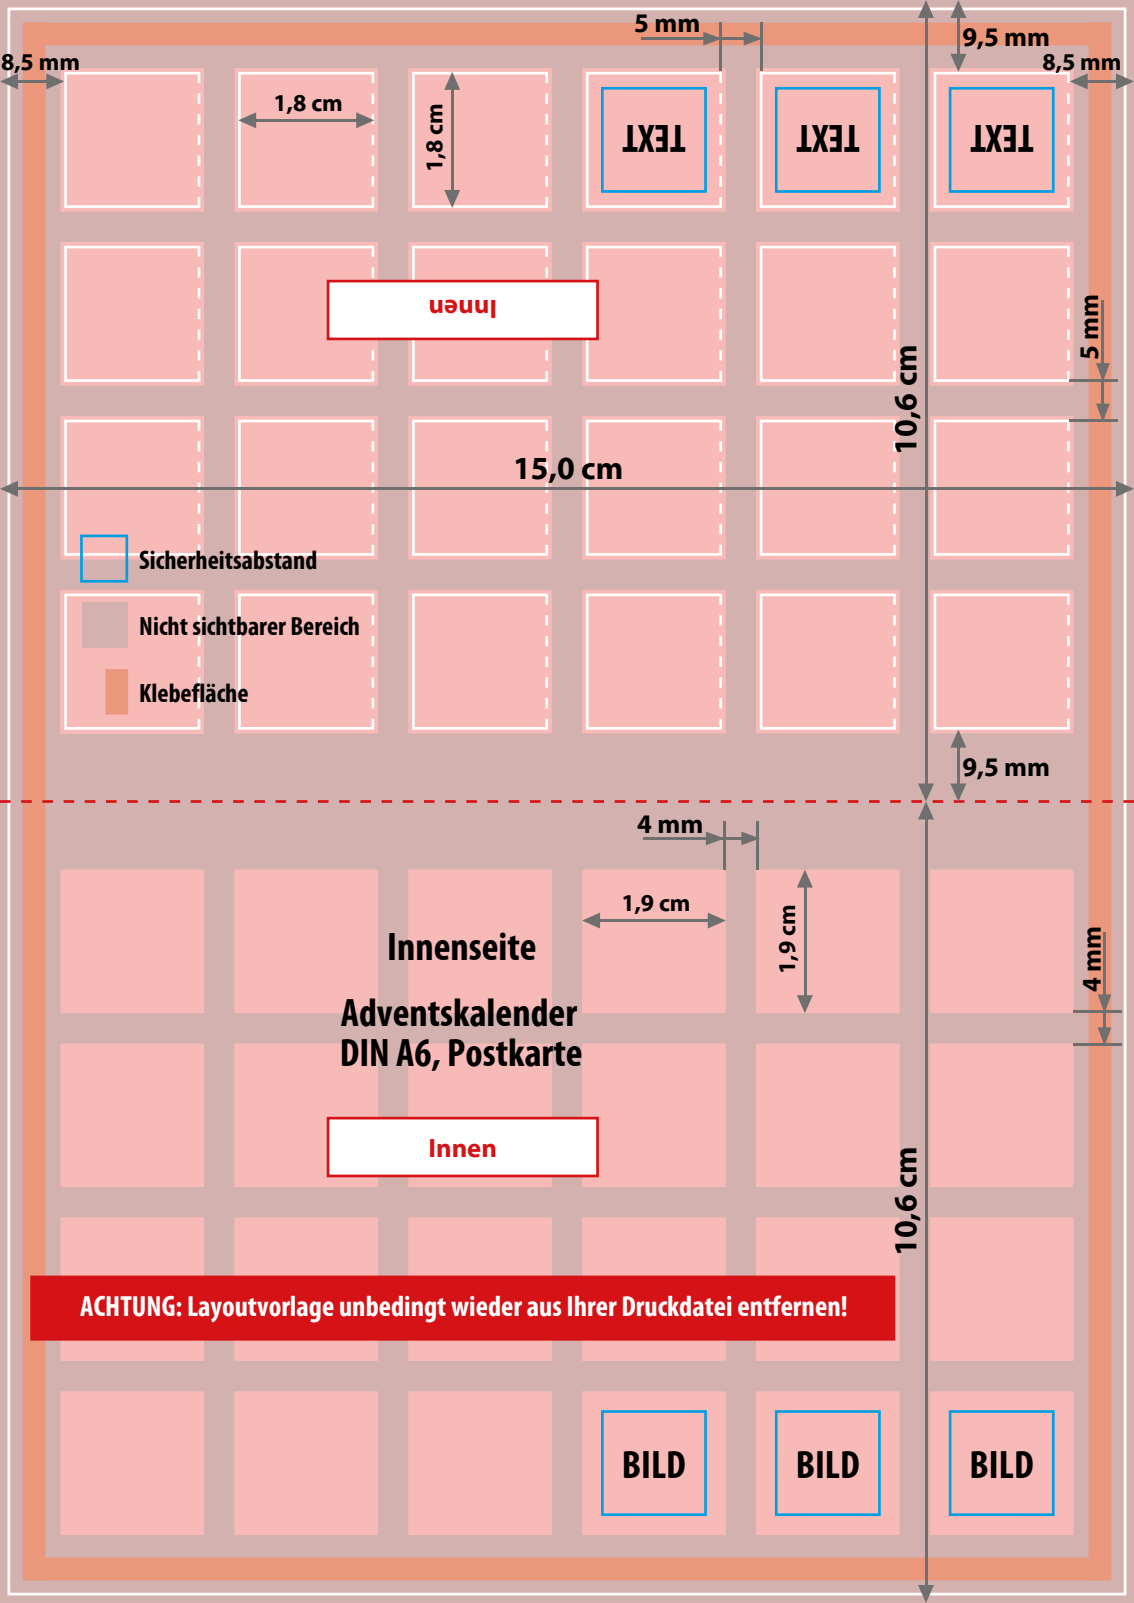 5 mm
9,5 mm
8,5 mm
8,5 mm
1,8 cm
1,8 cm
TEXT
TEXT
TEXT
Innen
5 mm
10,6 cm
15,0 cm
Sicherheitsabstand
Nicht sichtbarer Bereich
Klebefläche
9,5 mm
4 mm
1,9 cm
1,9 cm
4 mm
Innenseite
Adventskalender
DIN A6, Postkarte
Innen
10,6 cm
ACHTUNG: Layoutvorlage unbedingt wieder aus Ihrer Druckdatei entfernen!
BILD
BILD
BILD